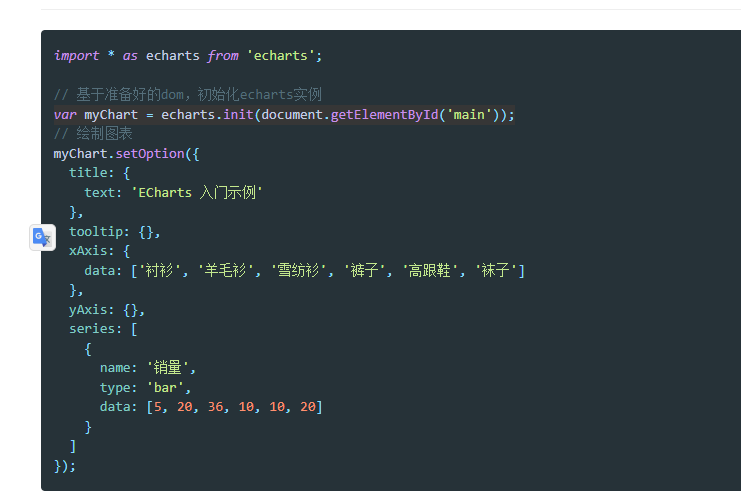 import * as echarts from 'echarts';
// 基于准备好的dom，初始化echarts实例
var myChart = echarts.init(document.getElementById('main'));
// 绘制图表
myChart.setOption({
  title: {
    text: 'ECharts 入门示例'
  },
  tooltip: {},
  xAxis: {
    data: ['衬衫', '羊毛衫', '雪纺衫', '裤子', '高跟鞋', '袜子']
  },
  yAxis: {},
  series: [
    {
      name: '销量',
      type: 'bar',
      data: [5, 20, 36, 10, 10, 20]
    }
  ]
});